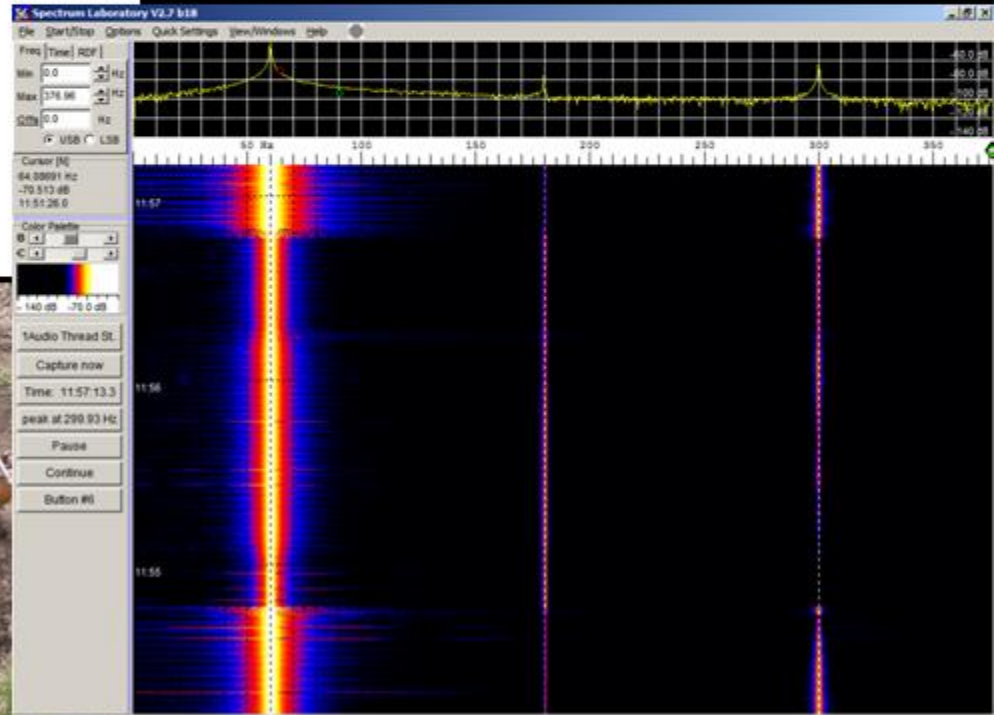 Spectrum Laboratory V2.7 b18
File Start/Stop Options Quick Settings View/Windows Help
Freq Time RDF
Min 0.0 Hz
Max 376.96 Hz
Offs 0.0 Hz
USB LSB
Cursor [N]
64.08691 Hz
-70.513 dB
11:51:26.0
Color Palette
B
C
- 140 dB -70.0 dB
1Audio Thread St.
Capture now
Time: 11:57:13.3
peak at 299.93 Hz
Pause
Continue
Button #6
-60.0 dB
-80.0 dB
-100 dB
-120 dB
-140 dB
50 Hz 100 150 200 250 300 350
11:57
11:56
11:55